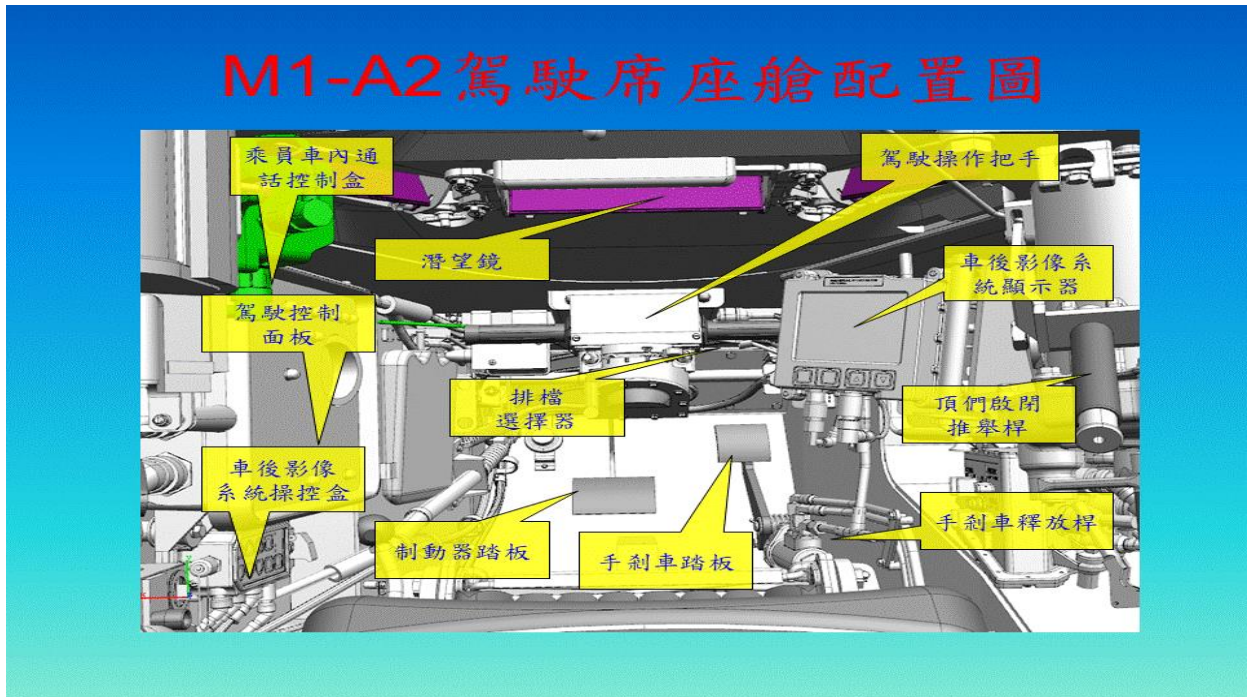 M1-A2駕駛席座艙配置圖
乘員車內通
話控制盒
駕駛操作把手
潛望鏡
車後影像系
統顯示器
駕駛控制
面板
排檔
選擇器
頂們啟閉
推舉桿
車後影像
系統操控盒
制動器踏板
手剎車踏板
手剎車釋放桿